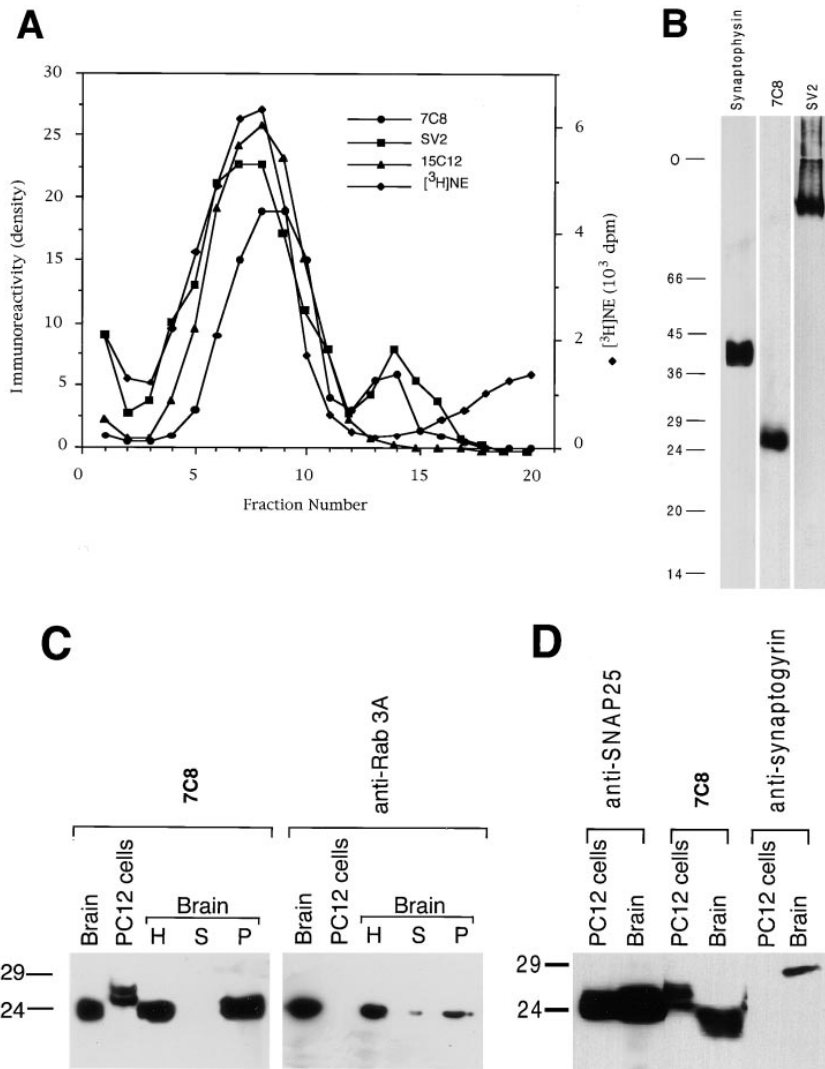 A
30
25
20
15
10
5
0
Immunoreactivity (density)
7C8
SV2
15C12
[³H]NE
6
4
2
0
[³H]NE (10³ dpm)
0 5 10 15 20
Fraction Number
B
Synaptophysin
7C8
SV2
0
66
45
36
29
24
20
14
C
7C8
anti-Rab 3A
Brain
PC12 cells
Brain
H S P
Brain
PC12 cells
Brain
H S P
29
24
D
anti-SNAP25
7C8
anti-synaptogyrin
PC12 cells
Brain
PC12 cells
Brain
PC12 cells
Brain
29
24